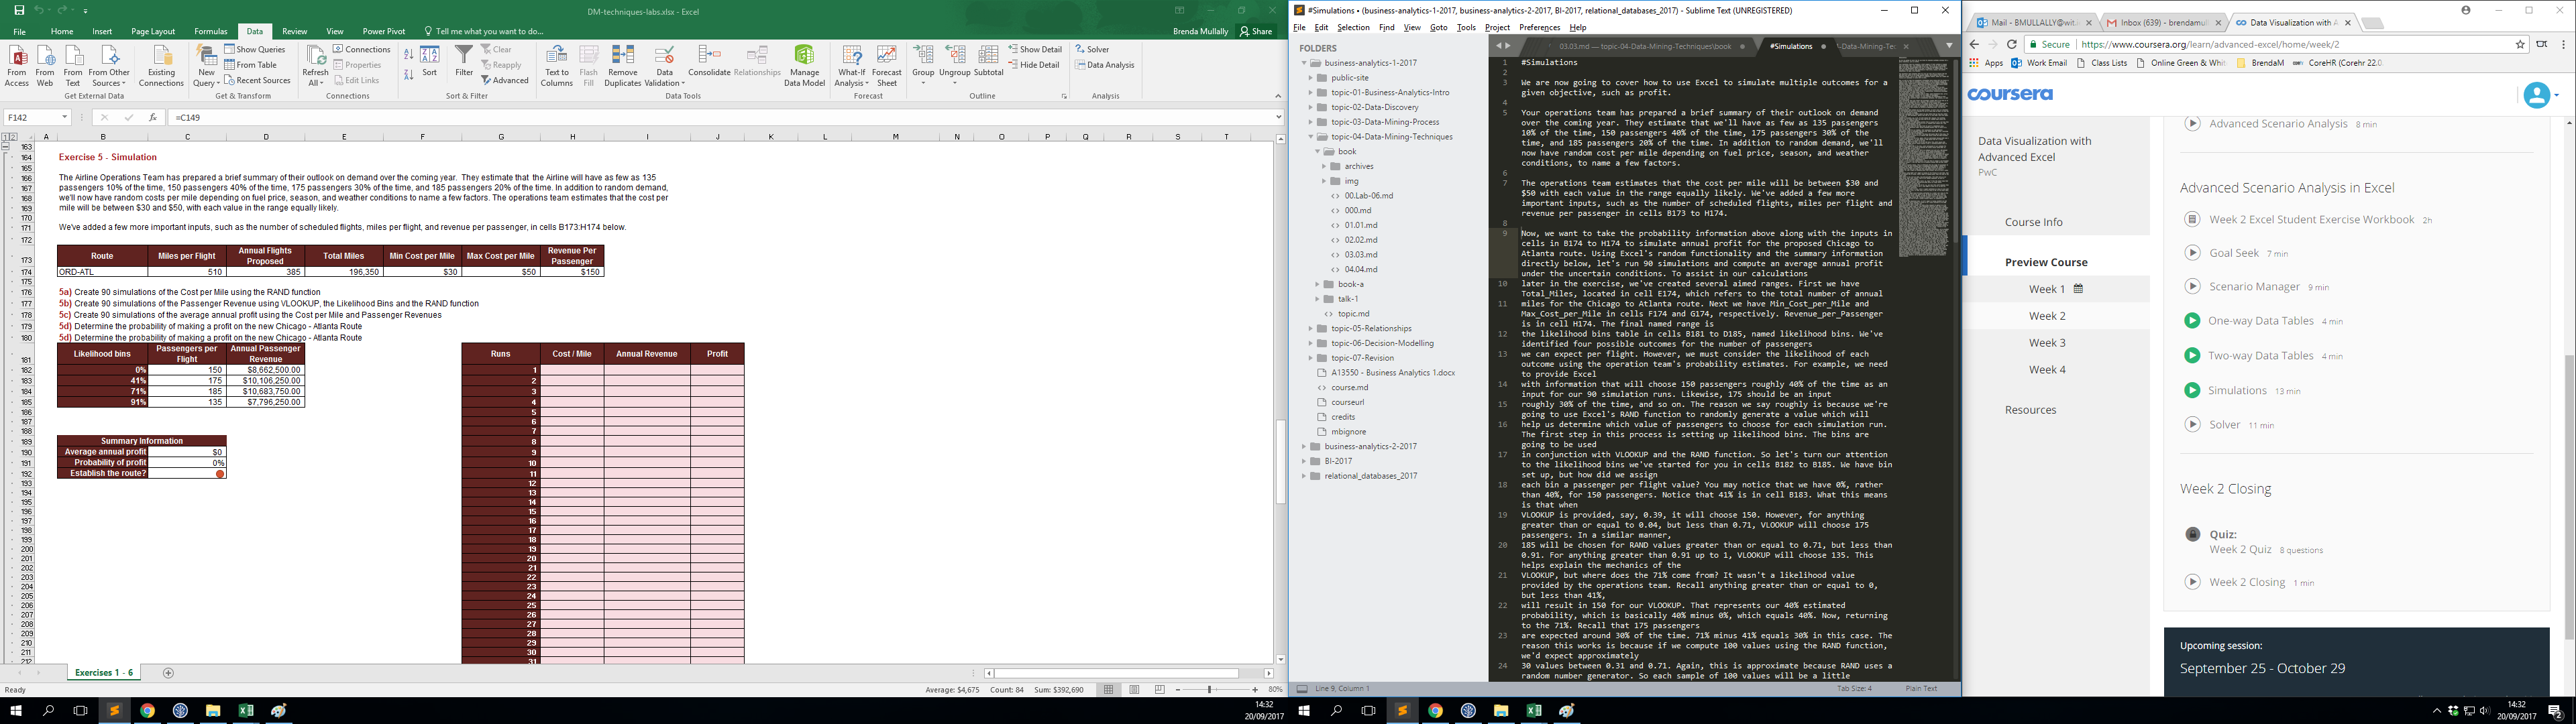 DM-techniques-labs.xlsx - Excel
File Home Insert Page Layout Formulas Data Review View Power Pivot Tell me what you want to do... Brenda Mullally Share
From Access From Web From Text From Other Sources Existing Connections New Query Show Queries From Table Recent Sources Refresh All Connections Properties Edit Links Sort Filter Clear Reapply Advanced Text to Columns Flash Fill Remove Duplicates Data Validation Consolidate Relationships Manage Data Model What-If Analysis Forecast Sheet Group Ungroup Subtotal Show Detail Hide Detail Solver Data Analysis
Get External Data Get & Transform Connections Sort & Filter Data Tools Forecast Outline Analysis
F142 fx =C149
A B C D E F G H I J K L M N O P Q R S T
Exercise 5 - Simulation
The Airline Operations Team has prepared a brief summary of their outlook on demand over the coming year. They estimate that the Airline will have as few as 135
passengers 10% of the time, 150 passengers 40% of the time, 175 passengers 30% of the time, and 185 passengers 20% of the time. In addition to random demand,
we'll now have random costs per mile depending on fuel price, season, and weather conditions to name a few factors. The operations team estimates that the cost per
mile will be between $30 and $50, with each value in the range equally likely.
We've added a few more important inputs, such as the number of scheduled flights, miles per flight, and revenue per passenger, in cells B173:H174 below.
Route Miles per Flight Annual Flights Proposed Total Miles Min Cost per Mile Max Cost per Mile Revenue Per Passenger
ORD-ATL 510 385 196,350 $30 $50 $150
5a) Create 90 simulations of the Cost per Mile using the RAND function
5b) Create 90 simulations of the Passenger Revenue using VLOOKUP, the Likelihood Bins and the RAND function
5c) Create 90 simulations of the average annual profit using the Cost per Mile and Passenger Revenues
5d) Determine the probability of making a profit on the new Chicago - Atlanta Route
5d) Determine the probability of making a profit on the new Chicago - Atlanta Route
Likelihood bins Passengers per Flight Annual Passenger Revenue
0% 150 $8,662,500.00
41% 175 $10,106,250.00
71% 185 $10,683,750.00
91% 135 $7,796,250.00
Summary Information
Average annual profit $0
Probability of profit 0%
Establish the route?
Runs Cost / Mile Annual Revenue Profit
1
2
3
4
5
6
7
8
9
10
11
12
13
14
15
16
17
18
19
20
21
22
23
24
25
26
27
28
29
30
31
Exercises 1 - 6
Ready Average: $4,675 Count: 84 Sum: $392,690 80%
14:32
20/09/2017
#Simulations • (business-analytics-1-2017, business-analytics-2-2017, BI-2017, relational_databases_2017) - Sublime Text (UNREGISTERED)
File Edit Selection Find View Goto Tools Project Preferences Help
FOLDERS
business-analytics-1-2017
public-site
topic-01-Business-Analytics-Intro
topic-02-Data-Discovery
topic-03-Data-Mining-Process
topic-04-Data-Mining-Techniques
book
archives
img
00.Lab-06.md
000.md
01.01.md
02.02.md
03.03.md
04.04.md
book-a
talk-1
topic.md
topic-05-Relationships
topic-06-Decision-Modelling
topic-07-Revision
A13550 - Business Analytics 1.docx
course.md
courseurl
credits
mbignore
business-analytics-2-2017
BI-2017
relational_databases_2017
03.03.md — topic-04-Data-Mining-Techniques\book #Simulations
1 #Simulations
2
3 We are now going to cover how to use Excel to simulate multiple outcomes for a
given objective, such as profit.
4
5 Your operations team has prepared a brief summary of their outlook on demand
over the coming year. They estimate that we'll have as few as 135 passengers
10% of the time, 150 passengers 40% of the time, 175 passengers 30% of the
time, and 185 passengers 20% of the time. In addition to random demand, we'll
now have random cost per mile depending on fuel price, season, and weather
conditions, to name a few factors.
6
7 The operations team estimates that the cost per mile will be between $30 and
$50 with each value in the range equally likely. We've added a few more
important inputs, such as the number of scheduled flights, miles per flight and
revenue per passenger in cells B173 to H174.
8
9 Now, we want to take the probability information above along with the inputs in
cells in B174 to H174 to simulate annual profit for the proposed Chicago to
Atlanta route. Using Excel's random functionality and the summary information
directly below, let's run 90 simulations and compute an average annual profit
under the uncertain conditions. To assist in our calculations
10 later in the exercise, we've created several aimed ranges. First we have
Total_Miles, located in cell E174, which refers to the total number of annual
11 miles for the Chicago to Atlanta route. Next we have Min_Cost_per_Mile and
Max_Cost_per_Mile in cells F174 and G174, respectively. Revenue_per_Passenger
is in cell H174. The final named range is
12 the likelihood bins table in cells B181 to D185, named likelihood bins. We've
identified four possible outcomes for the number of passengers
13 we can expect per flight. However, we must consider the likelihood of each
outcome using the operation team's probability estimates. For example, we need
to provide Excel
14 with information that will choose 150 passengers roughly 40% of the time as an
input for our 90 simulation runs. Likewise, 175 should be an input
15 roughly 30% of the time, and so on. The reason we say roughly is because we're
going to use Excel's RAND function to randomly generate a value which will
16 help us determine which value of passengers to choose for each simulation run.
The first step in this process is setting up likelihood bins. The bins are
going to be used
17 in conjunction with VLOOKUP and the RAND function. So let's turn our attention
to the likelihood bins we've started for you in cells B182 to B185. We have bin
set up, but how did we assign
18 each bin a passenger per flight value? You may notice that we have 0%, rather
than 40%, for 150 passengers. Notice that 41% is in cell B183. What this means
is that when
19 VLOOKUP is provided, say, 0.39, it will choose 150. However, for anything
greater than or equal to 0.04, but less than 0.71, VLOOKUP will choose 175
passengers. In a similar manner,
20 185 will be chosen for RAND values greater than or equal to 0.71, but less than
0.91. For anything greater than 0.91 up to 1, VLOOKUP will choose 135. This
helps explain the mechanics of the
21 VLOOKUP, but where does the 71% come from? It wasn't a likelihood value
provided by the operations team. Recall anything greater than or equal to 0,
but less than 41%,
22 will result in 150 for our VLOOKUP. That represents our 40% estimated
probability, which is basically 40% minus 0%, which equals 40%. Now, returning
to the 71%. Recall that 175 passengers
23 are expected around 30% of the time. 71% minus 41% equals 30% in this case. The
reason this works is because if we compute 100 values using the RAND function,
we'd expect approximately
24 30 values between 0.31 and 0.71. Again, this is approximate because RAND uses a
random number generator. So each sample of 100 values will be a little
Line 9, Column 1 Tab Size: 4 Plain Text
Mail - BMULLALY@wit.i Inbox (639) - brendamul Data Visualization with A
Secure https://www.coursera.org/learn/advanced-excel/home/week/2
Apps Work Email Class Lists Online Green & Whit BrendaM CoreHR (Corehr 22.0
coursera
Data Visualization with
Advanced Excel
PwC
Course Info
Preview Course
Week 1
Week 2
Week 3
Week 4
Resources
Advanced Scenario Analysis 8 min
Advanced Scenario Analysis in Excel
Week 2 Excel Student Exercise Workbook 2h
Goal Seek 7 min
Scenario Manager 9 min
One-way Data Tables 4 min
Two-way Data Tables 4 min
Simulations 13 min
Solver 11 min
Week 2 Closing
Quiz:
Week 2 Quiz 8 questions
Week 2 Closing 1 min
Upcoming session:
September 25 - October 29
14:32
20/09/2017